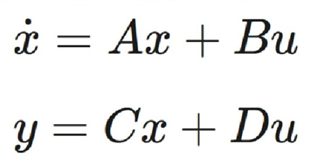 ẋ = Ax + Bu
y = Cx + Du